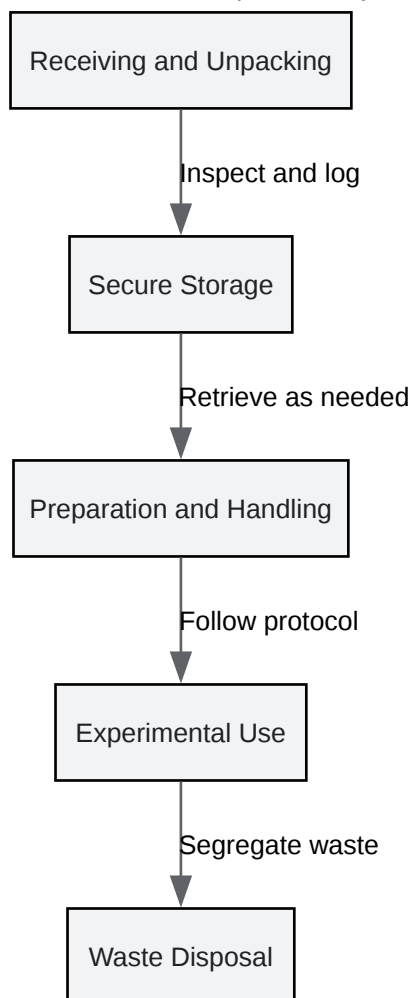 Receiving and Unpacking
Inspect and log
Secure Storage
Retrieve as needed
Preparation and Handling
Follow protocol
Experimental Use
Segregate waste
Waste Disposal